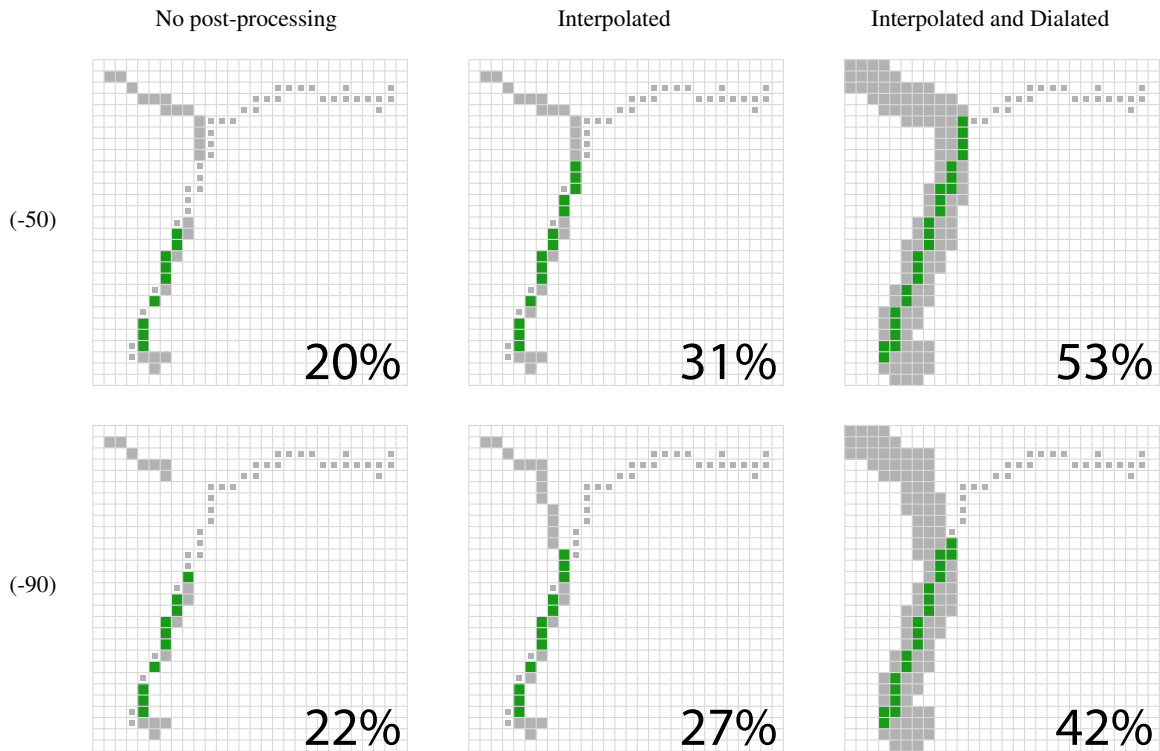 No post-processing Interpolated Interpolated and Dialated
(-50)
20% 31% 53%
(-90)
22% 27% 42%